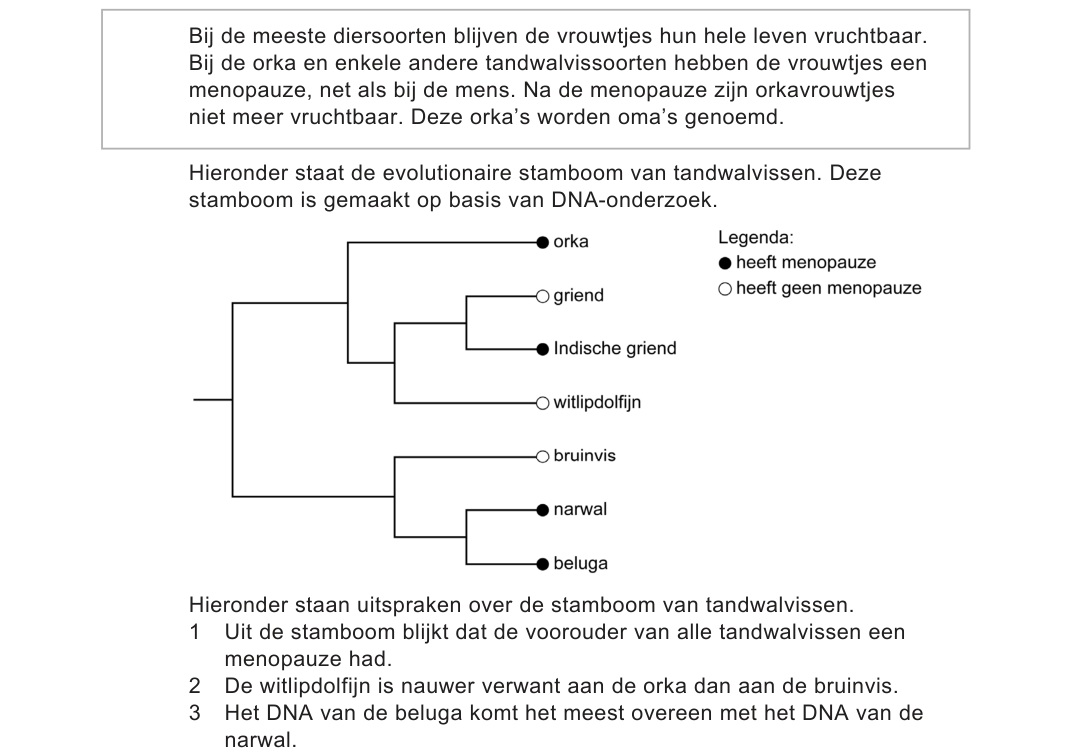 Bij de meeste diersoorten blijven de vrouwtjes hun hele leven vruchtbaar.
Bij de orka en enkele andere tandwalvissoorten hebben de vrouwtjes een
menopauze, net als bij de mens. Na de menopauze zijn orkavrouwtjes
niet meer vruchtbaar. Deze orka’s worden oma’s genoemd.
Hieronder staat de evolutionaire stamboom van tandwalvissen. Deze
stamboom is gemaakt op basis van DNA-onderzoek.
orka
griend
Indische griend
witlipdolfijn
bruinvis
narwal
beluga
Legenda:
heeft menopauze
heeft geen menopauze
Hieronder staan uitspraken over de stamboom van tandwalvissen.
1 Uit de stamboom blijkt dat de voorouder van alle tandwalvissen een
menopauze had.
2 De witlipdolfijn is nauwer verwant aan de orka dan aan de bruinvis.
3 Het DNA van de beluga komt het meest overeen met het DNA van de
narwal.